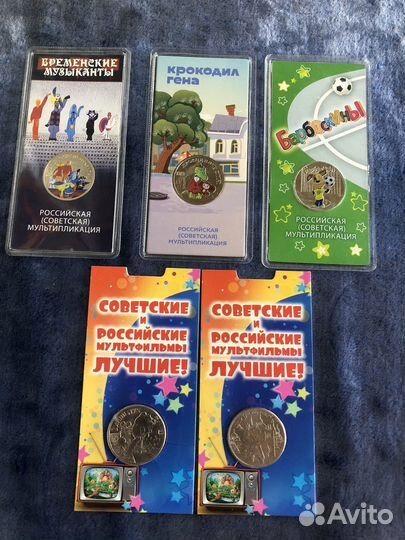 БРЕМЕНСКИЕ
МУЗЫКАНТЫ
РОССИЙСКАЯ
(СОВЕТСКАЯ)
МУЛЬТИПЛИКАЦИЯ
КРОКОДИЛ
ГЕНА
РОССИЙСКАЯ
(СОВЕТСКАЯ)
МУЛЬТИПЛИКАЦИЯ
Барбоскины
РОССИЙСКАЯ
(СОВЕТСКАЯ)
МУЛЬТИПЛИКАЦИЯ
СОВЕТСКИЕ
и
РОССИЙСКИЕ
МУЛЬТФИЛЬМЫ
ЛУЧШИЕ!
СОВЕТСКИЕ
и
РОССИЙСКИЕ
МУЛЬТФИЛЬМЫ
ЛУЧШИЕ!
Avito